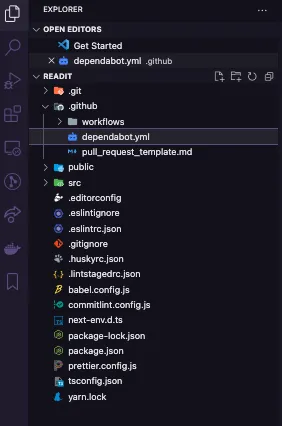 EXPLORER
OPEN EDITORS
Get Started
dependabot.yml .github
READIT
.git
.github
workflows
dependabot.yml
pull_request_template.md
public
src
.editorconfig
.eslintignore
.eslintrc.json
.gitignore
.huskyrc.json
.lintstagedrc.json
babel.config.js
commitlint.config.js
next-env.d.ts
package-lock.json
package.json
prettier.config.js
tsconfig.json
yarn.lock